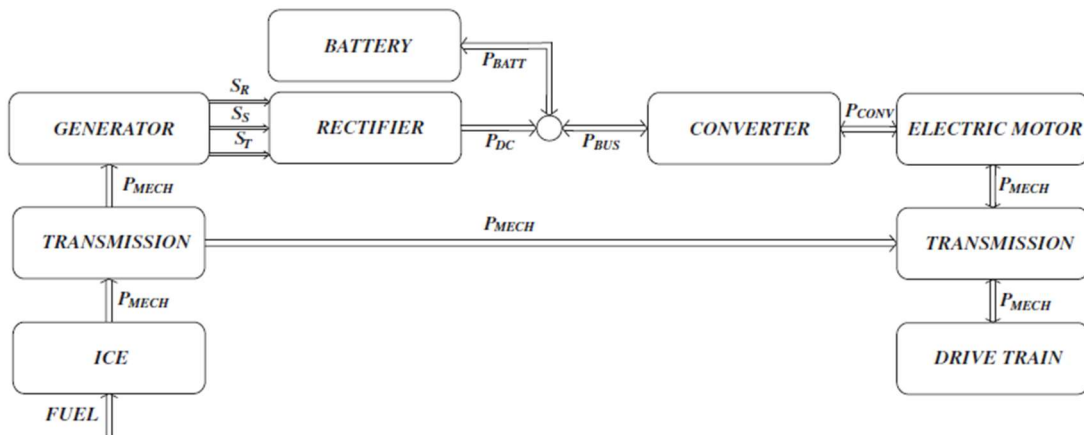 BATTERY
P_BATT
S_R
S_S
S_T
GENERATOR
RECTIFIER
P_DC
P_BUS
CONVERTER
P_CONV
ELECTRIC MOTOR
P_MECH
P_MECH
TRANSMISSION
P_MECH
TRANSMISSION
P_MECH
P_MECH
ICE
DRIVE TRAIN
FUEL